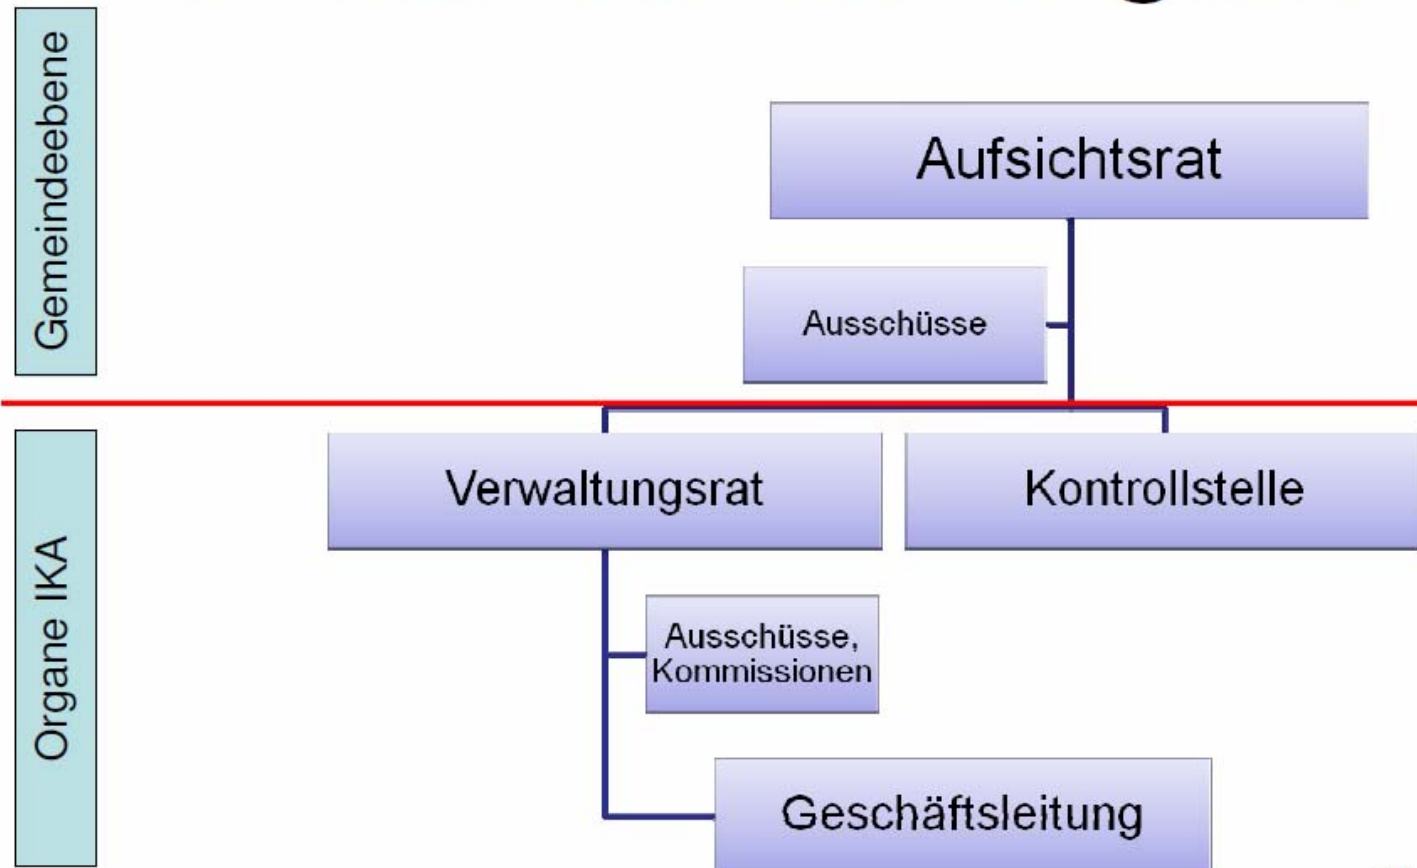 Gemeindeebene
Aufsichtsrat
Ausschüsse
Organe IKA
Verwaltungsrat
Kontrollstelle
Ausschüsse,
Kommissionen
Geschäftsleitung